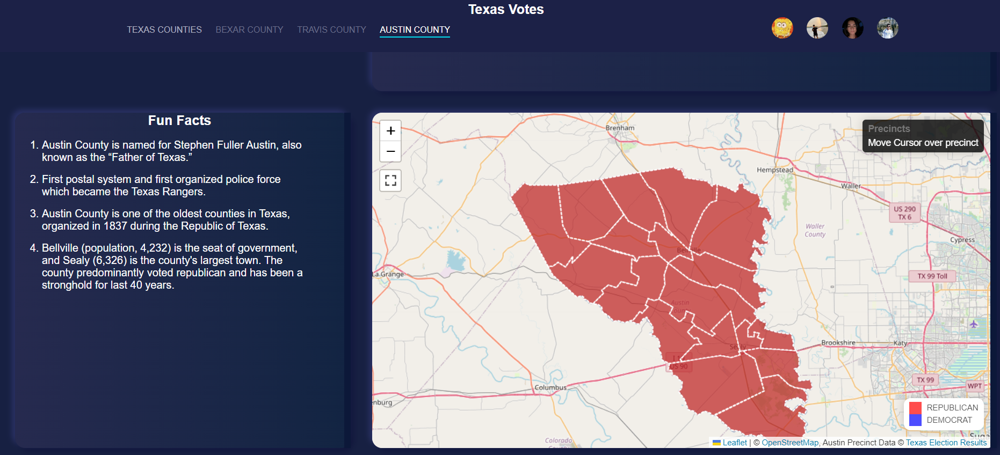 Texas Votes
TEXAS COUNTIES
BEXAR COUNTY
TRAVIS COUNTY
AUSTIN COUNTY
Fun Facts
1. Austin County is named for Stephen Fuller Austin, also
known as the “Father of Texas.”
2. First postal system and first organized police force
which became the Texas Rangers.
3. Austin County is one of the oldest counties in Texas,
organized in 1837 during the Republic of Texas.
4. Bellville (population, 4,232) is the seat of government,
and Sealy (6,326) is the county's largest town. The
county predominantly voted republican and has been a
stronghold for last 40 years.
+
−
Precincts
Move Cursor over precinct
Brenham
Hempstead
Waller
US 290
TX 6
Waller
County
Cypress
Bellville
La Grange
TX 99 Toll
Austin
County
Brookshire
Katy
Sealy
US 90
Columbus
TX 99
WPT
nburg
Colorado
County
REPUBLICAN
DEMOCRAT
Suga
Leaflet | © OpenStreetMap, Austin Precinct Data © Texas Election Results